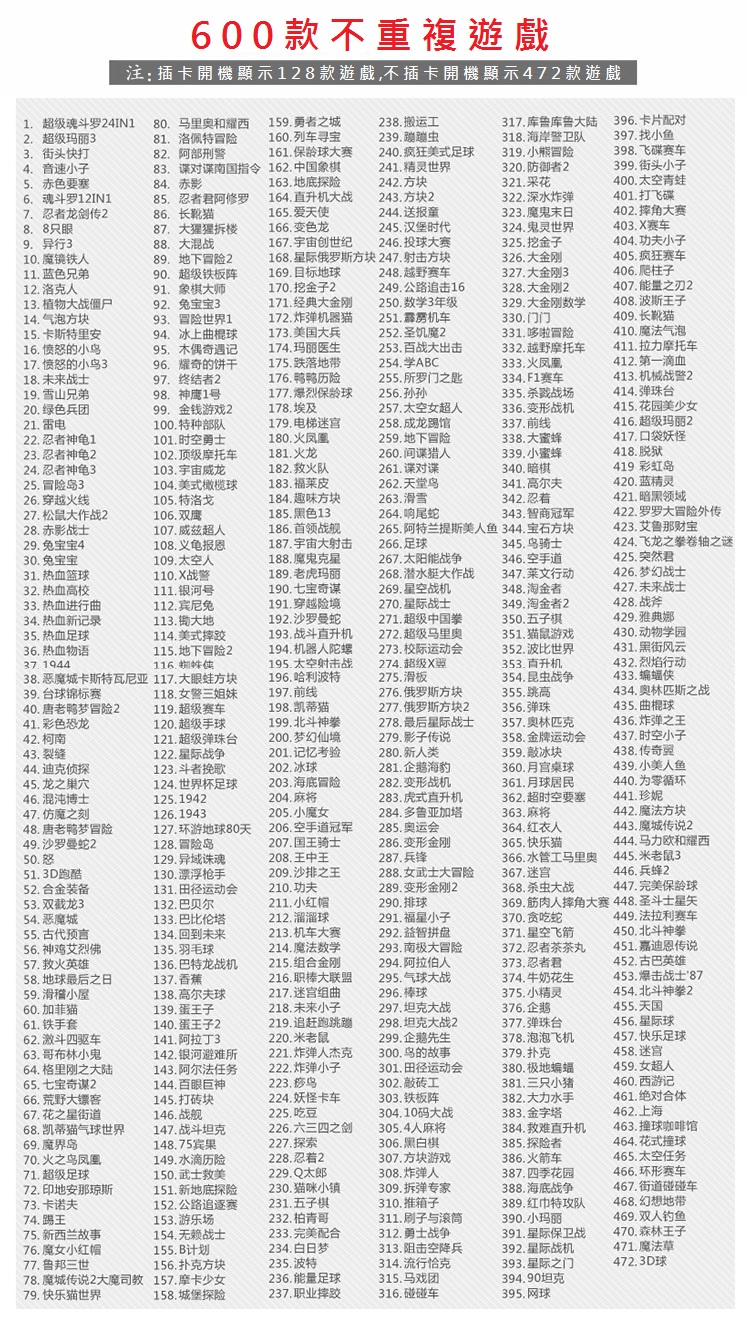 600款不重複遊戲
注:插卡開機顯示128款遊戲,不插卡開機顯示472款遊戲
1. 超级魂斗罗24IN1
2. 超级玛丽3
3. 街头快打
4. 音速小子
5. 赤色要塞
6. 魂斗罗12IN1
7. 忍者龙剑传2
8. 8只眼
9. 异行3
10. 魔镜铁人
11. 蓝色兄弟
12. 洛克人
13. 植物大战僵尸
14. 气泡方块
15. 卡斯特里安
16. 愤怒的小鸟
17. 愤怒的小鸟3
18. 未来战士
19. 雪山兄弟
20. 绿色兵团
21. 雷电
22. 忍者神龟1
23. 忍者神龟2
24. 忍者神龟3
25. 冒险岛3
26. 穿越火线
27. 松鼠大作战2
28. 赤影战士
29. 兔宝宝4
30. 兔宝宝
31. 热血篮球
32. 热血高校
33. 热血进行曲
34. 热血新记录
35. 热血足球
36. 热血物语
37. 1944
38. 恶魔城卡斯特瓦尼亚
39. 台球锦标赛
40. 唐老鸭梦冒险2
41. 彩色恐龙
42. 柯南
43. 裂缝
44. 迪克侦探
45. 龙之巢穴
46. 混沌博士
47. 仿魔之刻
48. 唐老鸭梦冒险
49. 沙罗曼蛇2
50. 怒
51. 3D跑酷
52. 合金装备
53. 双截龙3
54. 恶魔城
55. 古代预言
56. 神鸡艾烈佛
57. 救火英雄
58. 地球最后之日
59. 滑稽小屋
60. 加菲猫
61. 铁手套
62. 激斗四驱车
63. 哥布林小鬼
64. 格里刚之大陆
65. 七宝奇谋2
66. 荒野大镖客
67. 花之星街道
68. 凯蒂猫气球世界
69. 魔界岛
70. 火之鸟凤凰
71. 超级足球
72. 印地安那琼斯
73. 卡诺夫
74. 踢王
75. 新西兰故事
76. 魔女小红帽
77. 鲁邦三世
78. 魔城传说2大魔司教
79. 快乐猫世界
80. 马里奥和耀西
81. 洛佩特冒险
82. 阿部刑警
83. 谍对谍南国指令
84. 赤影
85. 忍者君阿修罗
86. 长靴猫
87. 大猩猩拆楼
88. 大混战
89. 地下冒险2
90. 超级铁板阵
91. 象棋大师
92. 兔宝宝3
93. 冒险世界1
94. 冰上曲棍球
95. 木偶奇遇记
96. 耀奇的饼干
97. 终结者2
98. 神鹰1号
99. 金钱游戏2
100. 特种部队
101. 时空勇士
102. 顶级摩托车
103. 宇宙威龙
104. 美式橄榄球
105. 特洛戈
106. 双鹰
107. 威兹超人
108. 义龟报恩
109. 太空人
110. X战警
111. 银河号
112. 宾尼兔
113. 锄大地
114. 美式摔跤
115. 地下冒险2
116. 蜘蛛侠
117. 大眼蛙方块
118. 女警三姐妹
119. 超级赛车
120. 超级手球
121. 超级弹珠台
122. 星际战争
123. 斗者挽歌
124. 世界杯足球
125. 1942
126. 1943
127. 环游地球80天
128. 冒险岛
129. 异域诛魂
130. 漂浮枪手
131. 田径运动会
132. 巴贝尔
133. 巴比伦塔
134. 回到未来
135. 羽毛球
136. 巴特龙战机
137. 香蕉
138. 高尔夫球
139. 蛋王子
140. 蛋王子2
141. 阿拉丁3
142. 银河避难所
143. 阿尔法任务
144. 百眼巨神
145. 打砖块
146. 战舰
147. 战斗坦克
148. 75宾果
149. 水滴历险
150. 武士救美
151. 新地底探险
152. 公路追逐赛
153. 游乐场
154. 无赖战士
155. B计划
156. 扑克方块
157. 摩卡少女
158. 城堡探险
159. 勇者之城
160. 列车寻宝
161. 保龄球大赛
162. 中国象棋
163. 地底探险
164. 直升机大战
165. 爱天使
166. 变色龙
167. 宇宙创世纪
168. 星际俄罗斯方块
169. 目标地球
170. 挖金子2
171. 经典大金刚
172. 炸弹机器猫
173. 美国大兵
174. 玛丽医生
175. 跌落地带
176. 鸭鸭历险
177. 爆烈保龄球
178. 埃及
179. 电梯迷宫
180. 火凤凰
181. 火龙
182. 救火队
183. 福莱皮
184. 趣味方块
185. 黑色13
186. 首领战舰
187. 宇宙大射击
188. 魔鬼克星
189. 老虎玛丽
190. 七宝奇谋
191. 穿越险境
192. 沙罗曼蛇
193. 战斗直升机
194. 机器人陀螺
195. 太空射击战
196. 哈利波特
197. 前线
198. 凯蒂猫
199. 北斗神拳
200. 梦幻仙境
201. 记忆考验
202. 冰球
203. 海底冒险
204. 麻将
205. 小魔女
206. 空手道冠军
207. 国王骑士
208. 王中王
209. 沙排之王
210. 功夫
211. 小红帽
212. 溜溜球
213. 机车大赛
214. 魔法数学
215. 组合金刚
216. 职棒大联盟
217. 迷宫组曲
218. 未来小子
219. 追赶跑跳蹦
220. 米老鼠
221. 炸弹人杰克
222. 炸弹小子
223. 痧鸟
224. 妖怪卡车
225. 吃豆
226. 六三四之剑
227. 探索
228. 忍着2
229. Q太郎
230. 猫咪小镇
231. 五子棋
232. 柏青哥
233. 完美配合
234. 白日梦
235. 波特
236. 能量足球
237. 职业摔跤
238. 搬运工
239. 蹦蹦虫
240. 疯狂美式足球
241. 精灵世界
242. 方块
243. 方块2
244. 送报童
245. 汉堡时代
246. 投球大赛
247. 射击方块
248. 越野赛车
249. 公路追击16
250. 数学3年级
251. 霹雳机车
252. 圣饥魔2
253. 百战大出击
254. 学ABC
255. 所罗门之匙
256. 孙孙
257. 太空女超人
258. 成龙踢馆
259. 地下冒险
260. 间谍猎人
261. 谍对谍
262. 天堂鸟
263. 滑雪
264. 响尾蛇
265. 阿特兰提斯美人鱼
266. 足球
267. 太阳能战争
268. 潜水艇大作战
269. 星空战机
270. 星际战士
271. 超级中国拳
272. 超级马里奥
273. 校际运动会
274. 超级X翼
275. 滑板
276. 俄罗斯方块
277. 俄罗斯方块2
278. 最后星际战士
279. 影子传说
280. 新人类
281. 企鹅海豹
282. 变形战机
283. 虎式直升机
284. 多鲁亚加塔
285. 奥运会
286. 变形金刚
287. 兵锋
288. 女武士大冒险
289. 变形金刚2
290. 排球
291. 福星小子
292. 益智拼盘
293. 南极大冒险
294. 阿拉伯人
295. 气球大战
296. 棒球
297. 坦克大战
298. 坦克大战2
299. 企鹅先生
300. 鸟的故事
301. 田径运动会
302. 敲砖工
303. 铁板阵
304. 10码大战
305. 4人麻将
306. 黑白棋
307. 方块游戏
308. 炸弹人
309. 拆弹专家
310. 推箱子
311. 刷子与滚筒
312. 勇士战争
313. 阻击空降兵
314. 流行恰克
315. 马戏团
316. 碰碰车
317. 库鲁库鲁大陆
318. 海岸警卫队
319. 小熊冒险
320. 防御者2
321. 采花
322. 深水炸弹
323. 魔鬼末日
324. 鬼灵世界
325. 挖金子
326. 大金刚
327. 大金刚3
328. 大金刚2
329. 大金刚数学
330. 门门
331. 哆啦冒险
332. 越野摩托车
333. 火凤凰
334. F1赛车
335. 杀戮战场
336. 变形战机
337. 前线
338. 大蜜蜂
339. 小蜜蜂
340. 暗棋
341. 高尔夫
342. 忍着
343. 智商冠军
344. 宝石方块
345. 鸟骑士
346. 空手道
347. 莱文行动
348. 淘金者
349. 淘金者2
350. 五子棋
351. 猫鼠游戏
352. 波比世界
353. 直升机
354. 昆虫战争
355. 跳高
356. 弹珠
357. 奥林匹克
358. 金牌运动会
359. 敲冰块
360. 月宫桌球
361. 月球居民
362. 超时空要塞
363. 麻将
364. 红衣人
365. 快乐猫
366. 水管工马里奥
367. 迷宫
368. 杀虫大战
369. 筋肉人摔角大赛
370. 贪吃蛇
371. 星空飞箭
372. 忍者茶茶丸
373. 忍者君
374. 牛奶花生
375. 小精灵
376. 企鹅
377. 弹珠台
378. 泡泡飞机
379. 扑克
380. 极地蝙蝠
381. 三只小猪
382. 大力水手
383. 金字塔
384. 救难直升机
385. 探险者
386. 火箭车
387. 四季花园
388. 海底战争
389. 红巾特攻队
390. 小玛丽
391. 星际保卫战
392. 星际战机
393. 星际之门
394. 90坦克
395. 网球
396. 卡片配对
397. 找小鱼
398. 飞碟赛车
399. 街头小子
400. 太空青蛙
401. 打飞碟
402. 摔角大赛
403. X赛车
404. 功夫小子
405. 疯狂赛车
406. 爬柱子
407. 能量之刃2
408. 波斯王子
409. 长靴猫
410. 魔法气泡
411. 拉力摩托车
412. 第一滴血
413. 机械战警2
414. 弹珠台
415. 花园美少女
416. 超级玛丽2
417. 口袋妖怪
418. 脱狱
419. 彩虹岛
420. 蓝精灵
421. 暗黑领域
422. 罗罗大冒险外传
423. 艾鲁那财宝
424. 飞龙之拳卷轴之谜
425. 突然君
426. 梦幻战士
427. 未来战士
428. 战斧
429. 雅典娜
430. 动物学园
431. 黑街风云
432. 烈焰行动
433. 蝙蝠侠
434. 奥林匹斯之战
435. 曲棍球
436. 炸弹之王
437. 时空小子
438. 传奇翼
439. 小美人鱼
440. 为零循环
441. 珍妮
442. 魔法方块
443. 魔城传说2
444. 马力欧和耀西
445. 米老鼠3
446. 兵蜂2
447. 完美保龄球
448. 圣斗士星矢
449. 法拉利赛车
450. 北斗神拳
451. 嘉迪恩传说
452. 古巴英雄
453. 爆击战士'87
454. 北斗神拳2
455. 天国
456. 星际球
457. 快乐足球
458. 迷宫
459. 女超人
460. 西游记
461. 绝对合体
462. 上海
463. 撞球咖啡馆
464. 花式撞球
465. 太空任务
466. 环形赛车
467. 街道碰碰车
468. 幻想地带
469. 双人钓鱼
470. 森林王子
471. 魔法草
472. 3D球